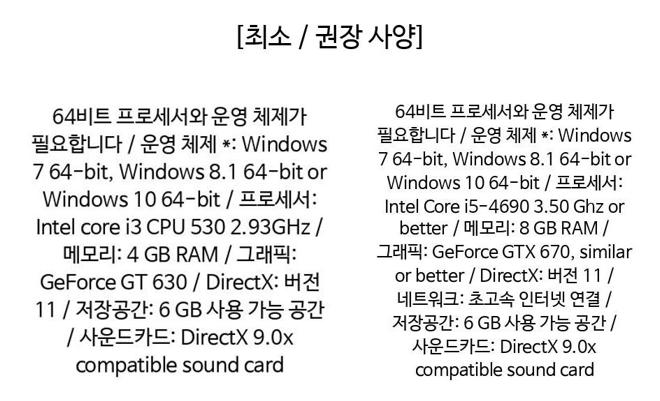 [최소 / 권장 사양]
64비트 프로세서와 운영 체제가
필요합니다 / 운영 체제 *: Windows
7 64-bit, Windows 8.1 64-bit or
Windows 10 64-bit / 프로세서:
Intel core i3 CPU 530 2.93GHz /
메모리: 4 GB RAM / 그래픽:
GeForce GT 630 / DirectX: 버전
11 / 저장공간: 6 GB 사용 가능 공간
/ 사운드카드: DirectX 9.0x
compatible sound card
64비트 프로세서와 운영 체제가
필요합니다 / 운영 체제 *: Windows
7 64-bit, Windows 8.1 64-bit or
Windows 10 64-bit / 프로세서:
Intel Core i5-4690 3.50 Ghz or
better / 메모리: 8 GB RAM /
그래픽: GeForce GTX 670, similar
or better / DirectX: 버전 11 /
네트워크: 초고속 인터넷 연결 /
저장공간: 6 GB 사용 가능 공간 /
사운드카드: DirectX 9.0x
compatible sound card